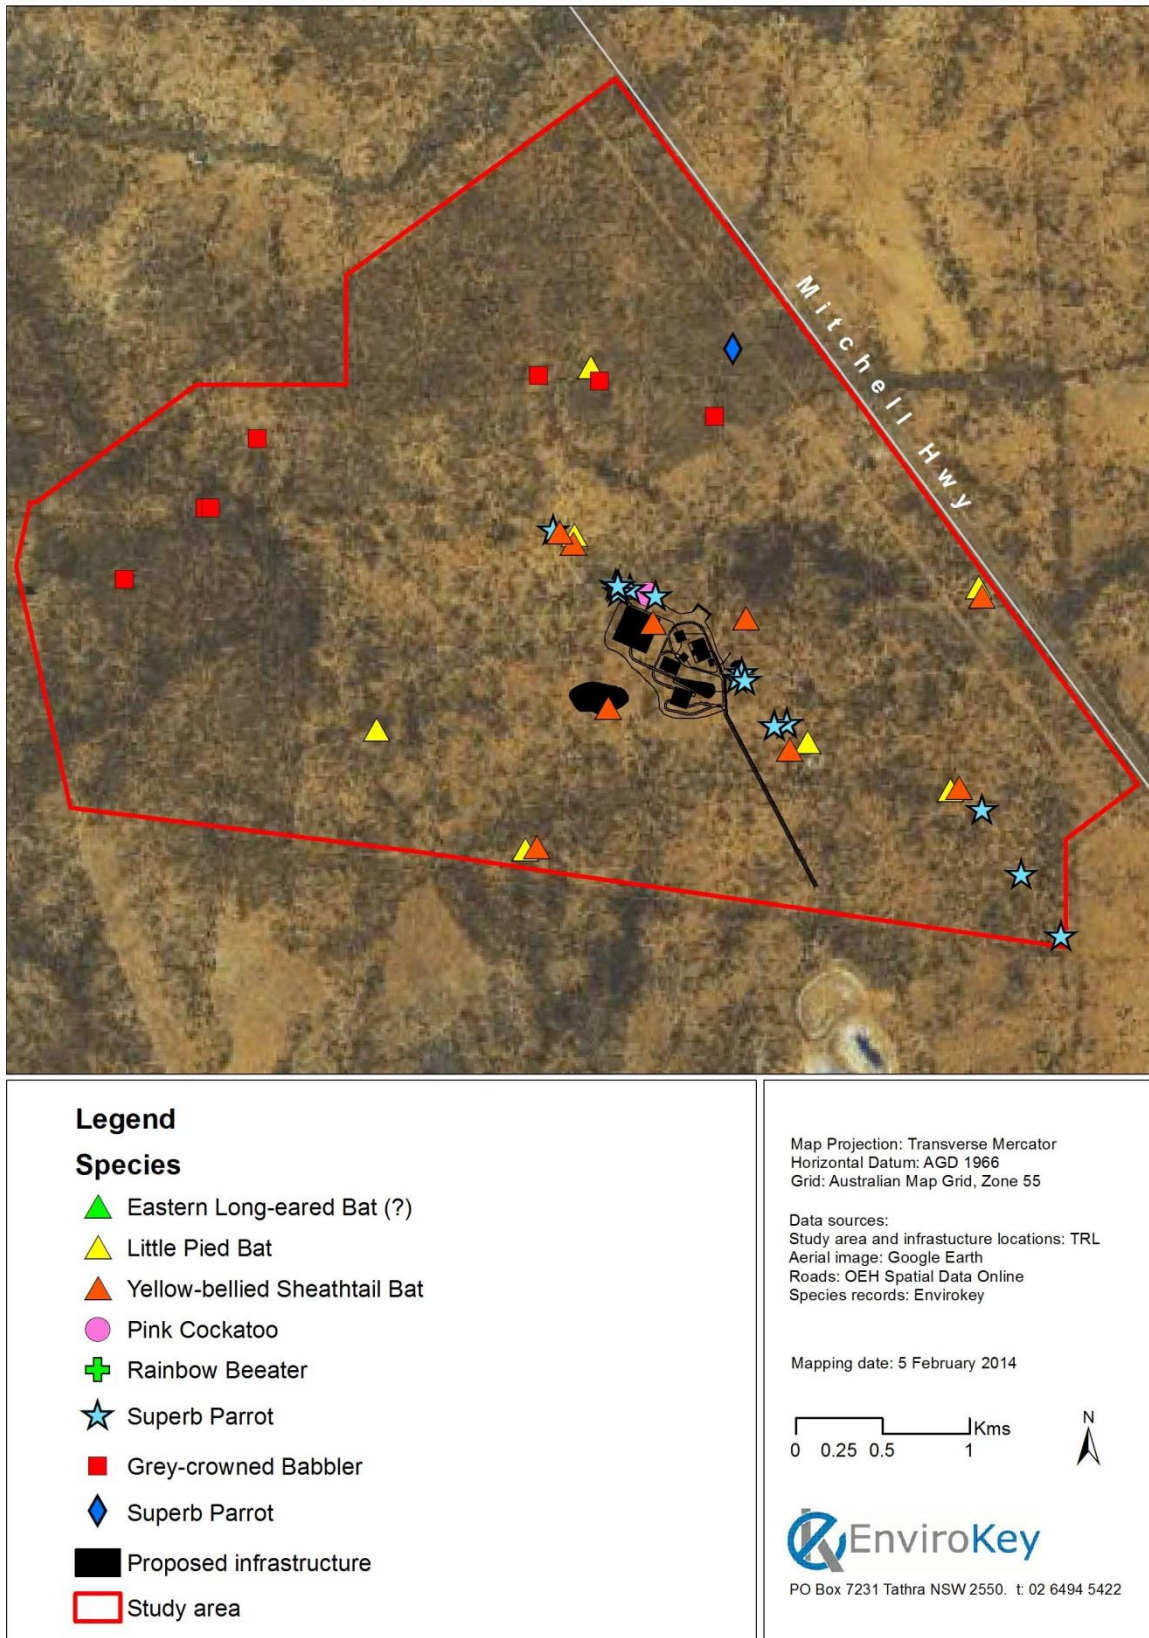 Mitchell Hwy
Legend
Species
Eastern Long-eared Bat (?)
Little Pied Bat
Yellow-bellied Sheathtail Bat
Pink Cockatoo
Rainbow Beeater
Superb Parrot
Grey-crowned Babbler
Superb Parrot
Proposed infrastructure
Study area
Map Projection: Transverse Mercator
Horizontal Datum: AGD 1966
Grid: Australian Map Grid, Zone 55
Data sources:
Study area and infrastucture locations: TRL
Aerial image: Google Earth
Roads: OEH Spatial Data Online
Species records: Envirokey
Mapping date: 5 February 2014
Kms
0 0.25 0.5 1
N
EnviroKey
PO Box 7231 Tathra NSW 2550. t: 02 6494 5422